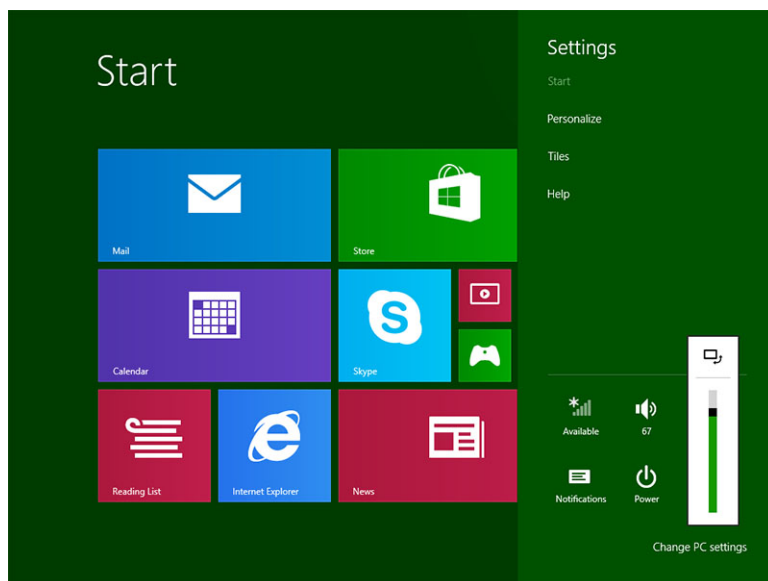 Start
Settings
Start
Personalize
Tiles
Help
Mail
Store
Calendar
Skype
Reading List
Internet Explorer
News
Available
67
Notifications
Power
Change PC settings